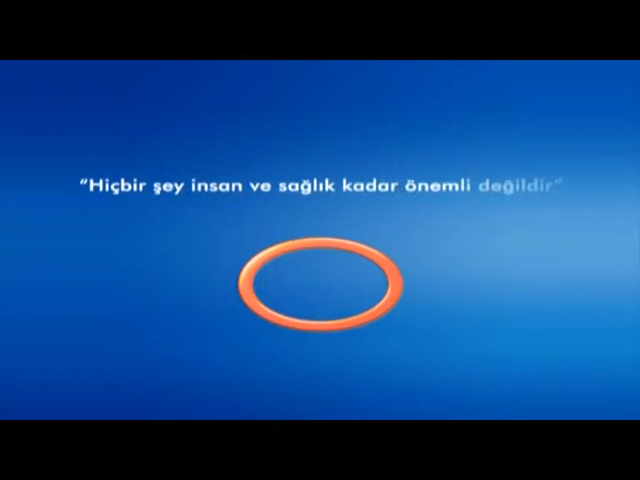 “Hiçbir şey insan ve sağlık kadar önemli değildir”